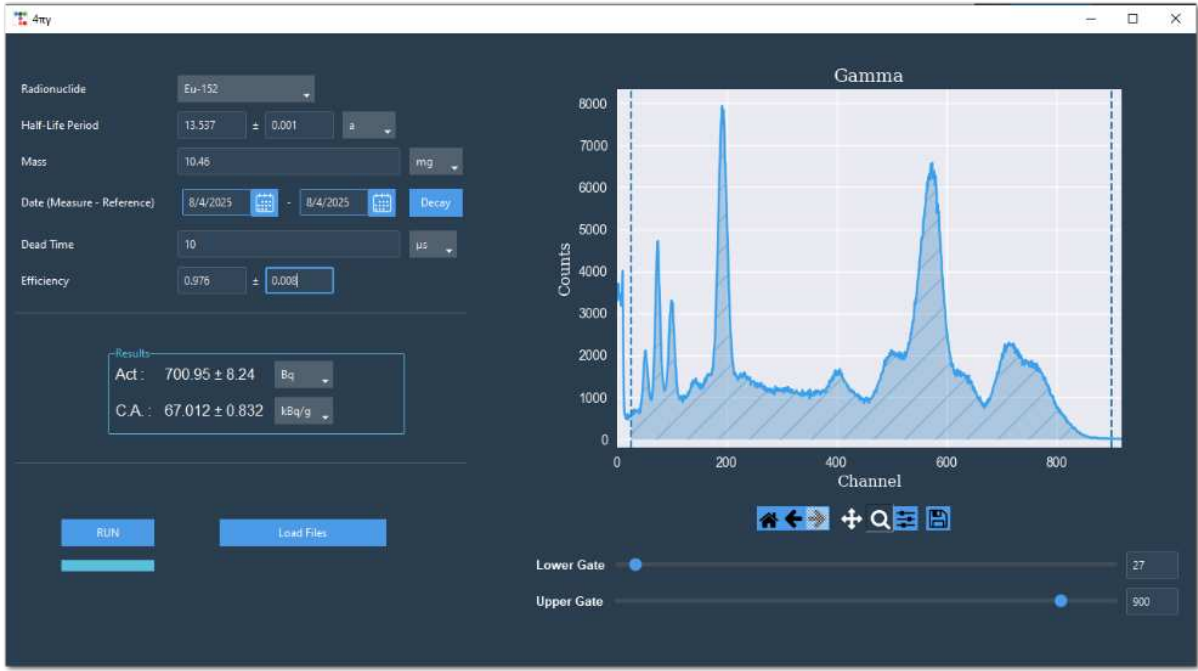 4πγ
Radionuclide Eu-152
Half-Life Period 13.537 ± 0.001 a
Mass 10.46 mg
Date (Measure - Reference) 8/4/2025 - 8/4/2025 Decay
Dead Time 10 μs
Efficiency 0.976 ± 0.008
Results
Act : 700.95 ± 8.24 Bq
C.A. : 67.012 ± 0.832 kBq/g
RUN Load Files
Gamma
Counts
8000
7000
6000
5000
4000
3000
2000
1000
0
0 200 400 600 800
Channel
Lower Gate 27
Upper Gate 900